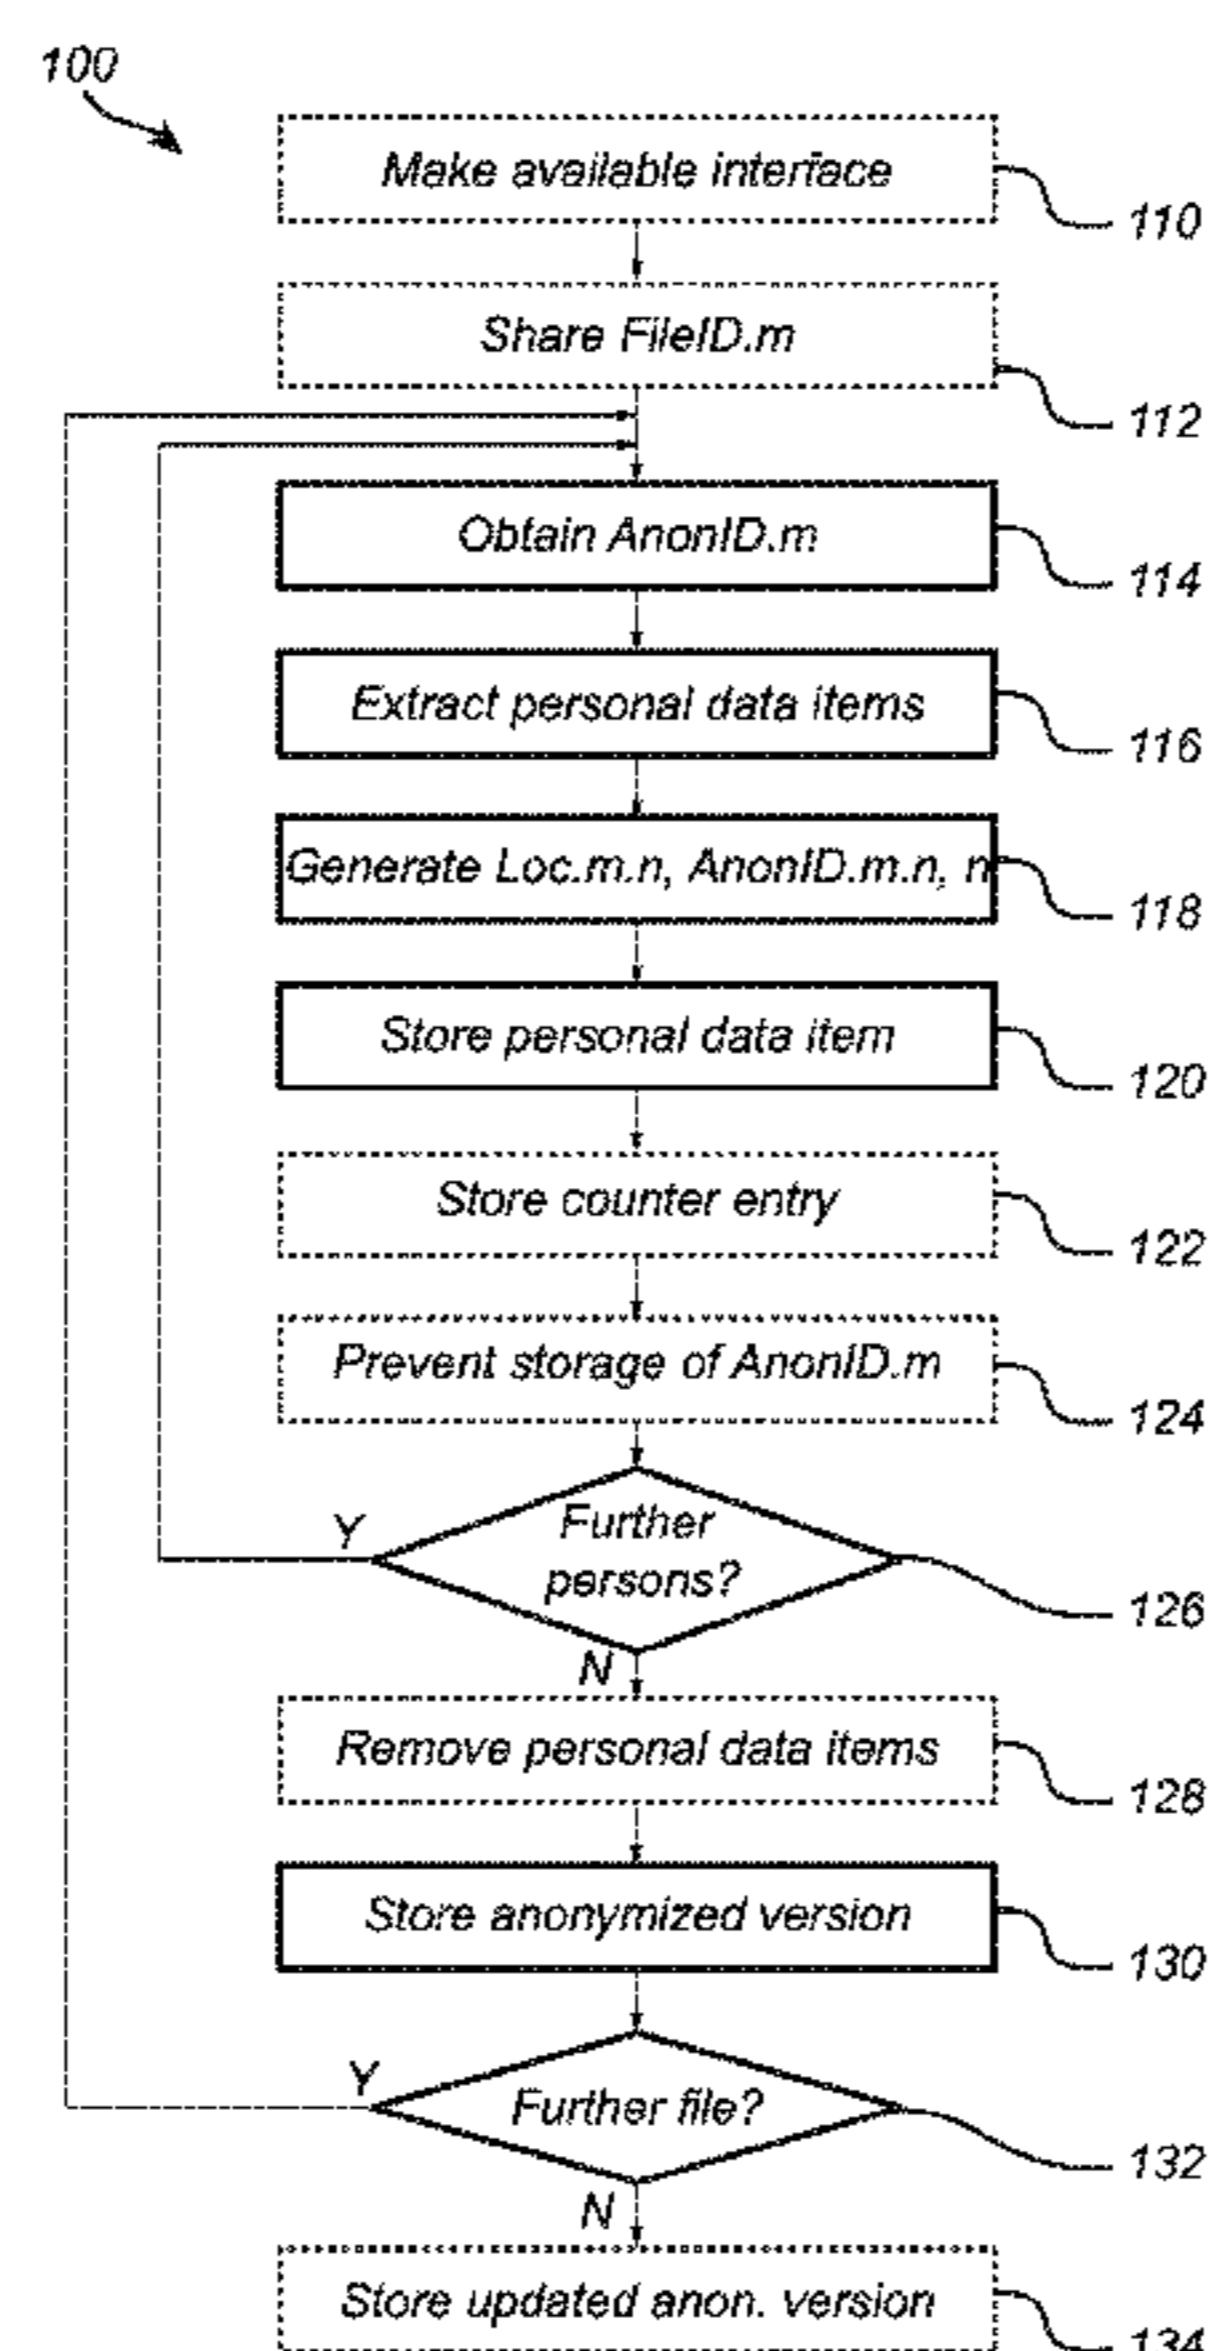 100
Make available interface
110
Share FileID.m
112
Obtain AnonID.m
114
Extract personal data items
116
Generate Loc.m.n, AnonID.m.n, n
118
Store personal data item
120
Store counter entry
122
Prevent storage of AnonID.m
124
Further
persons?
Y
126
N
Remove personal data items
128
Store anonymized version
130
Y
Further file?
132
N
Store updated anon. version
134